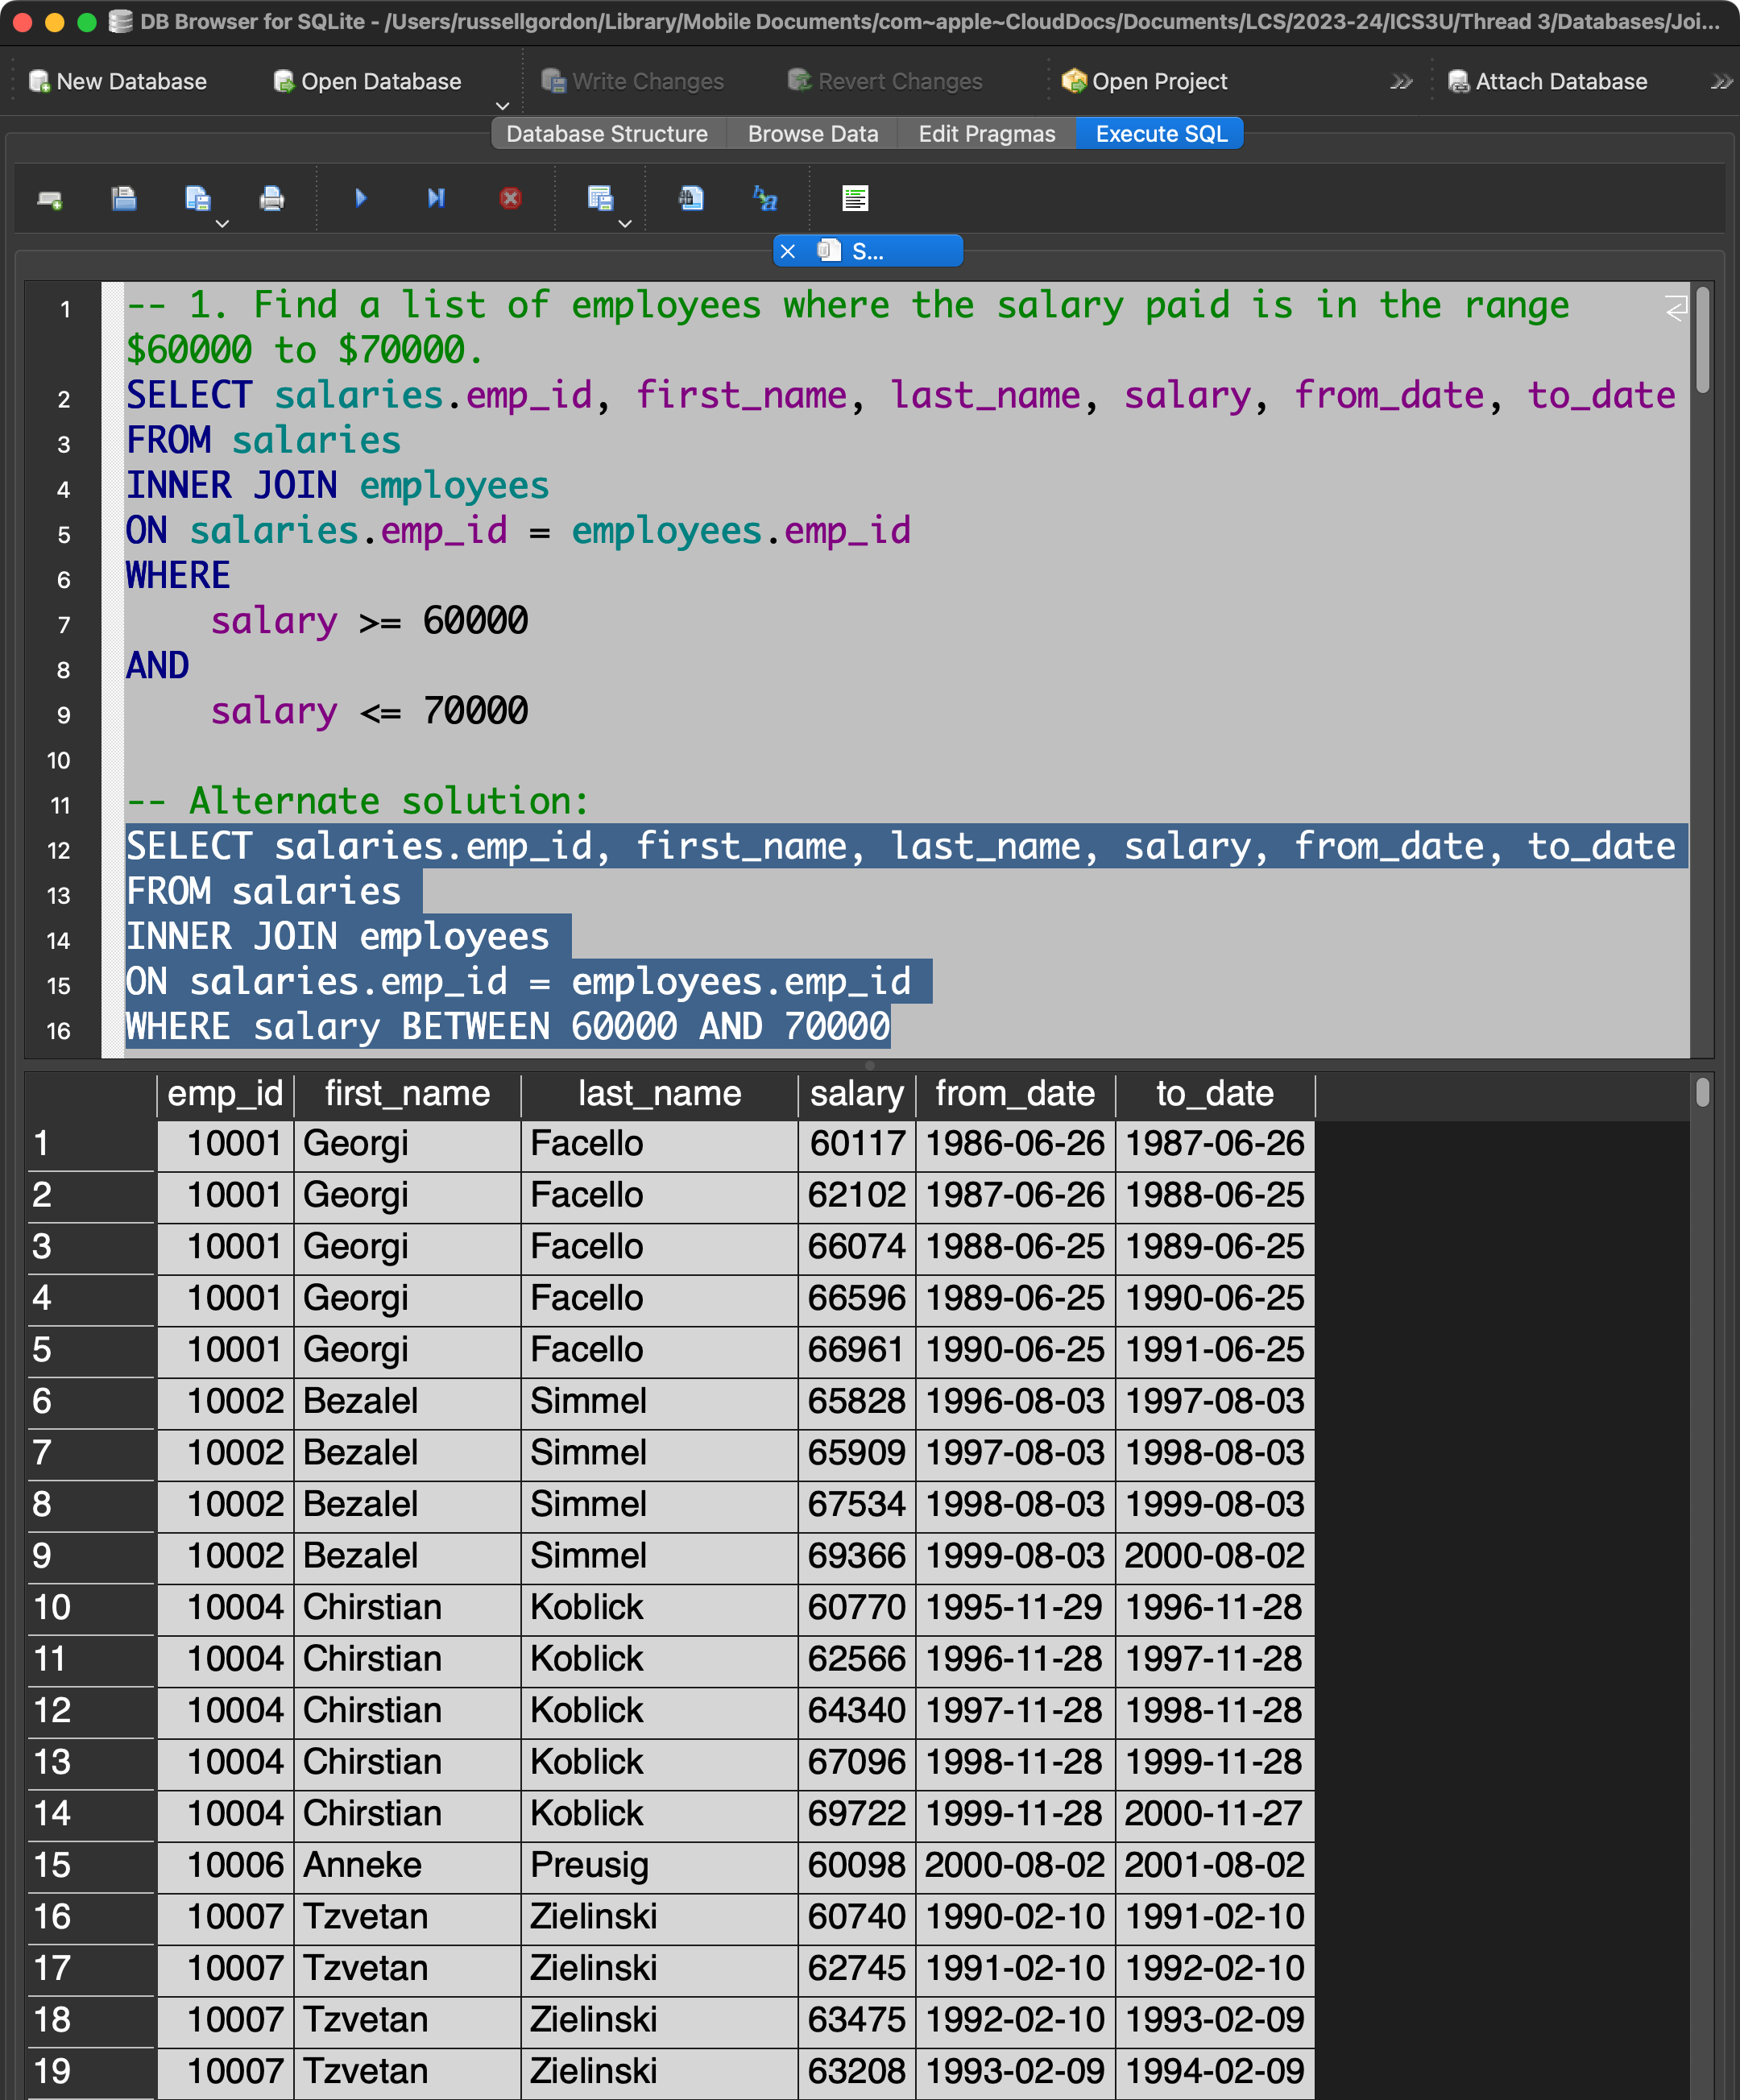 DB Browser for SQLite - /Users/russellgordon/Library/Mobile Documents/com~apple~CloudDocs/Documents/LCS/2023-24/ICS3U/Thread 3/Databases/Joi...
New Database Open Database Write Changes Revert Changes Open Project Attach Database
Database Structure Browse Data Edit Pragmas Execute SQL
S...
1 -- 1. Find a list of employees where the salary paid is in the range
$60000 to $70000.
2 SELECT salaries.emp_id, first_name, last_name, salary, from_date, to_date
3 FROM salaries
4 INNER JOIN employees
5 ON salaries.emp_id = employees.emp_id
6 WHERE
7 salary >= 60000
8 AND
9 salary <= 70000
10
11 -- Alternate solution:
12 SELECT salaries.emp_id, first_name, last_name, salary, from_date, to_date
13 FROM salaries
14 INNER JOIN employees
15 ON salaries.emp_id = employees.emp_id
16 WHERE salary BETWEEN 60000 AND 70000
emp_id first_name last_name salary from_date to_date
1 10001 Georgi Facello 60117 1986-06-26 1987-06-26
2 10001 Georgi Facello 62102 1987-06-26 1988-06-25
3 10001 Georgi Facello 66074 1988-06-25 1989-06-25
4 10001 Georgi Facello 66596 1989-06-25 1990-06-25
5 10001 Georgi Facello 66961 1990-06-25 1991-06-25
6 10002 Bezalel Simmel 65828 1996-08-03 1997-08-03
7 10002 Bezalel Simmel 65909 1997-08-03 1998-08-03
8 10002 Bezalel Simmel 67534 1998-08-03 1999-08-03
9 10002 Bezalel Simmel 69366 1999-08-03 2000-08-02
10 10004 Chirstian Koblick 60770 1995-11-29 1996-11-28
11 10004 Chirstian Koblick 62566 1996-11-28 1997-11-28
12 10004 Chirstian Koblick 64340 1997-11-28 1998-11-28
13 10004 Chirstian Koblick 67096 1998-11-28 1999-11-28
14 10004 Chirstian Koblick 69722 1999-11-28 2000-11-27
15 10006 Anneke Preusig 60098 2000-08-02 2001-08-02
16 10007 Tzvetan Zielinski 60740 1990-02-10 1991-02-10
17 10007 Tzvetan Zielinski 62745 1991-02-10 1992-02-10
18 10007 Tzvetan Zielinski 63475 1992-02-10 1993-02-09
19 10007 Tzvetan Zielinski 63208 1993-02-09 1994-02-09